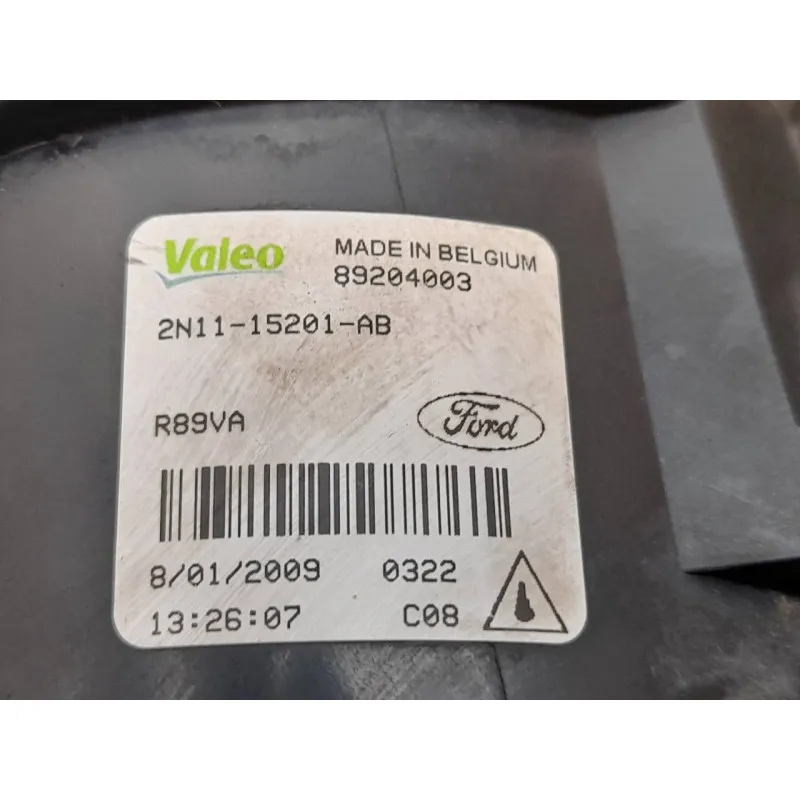 Valeo MADE IN BELGIUM
89204003
2N11-15201-AB
R89VA Ford
8/01/2009 0322
13:26:07 C08